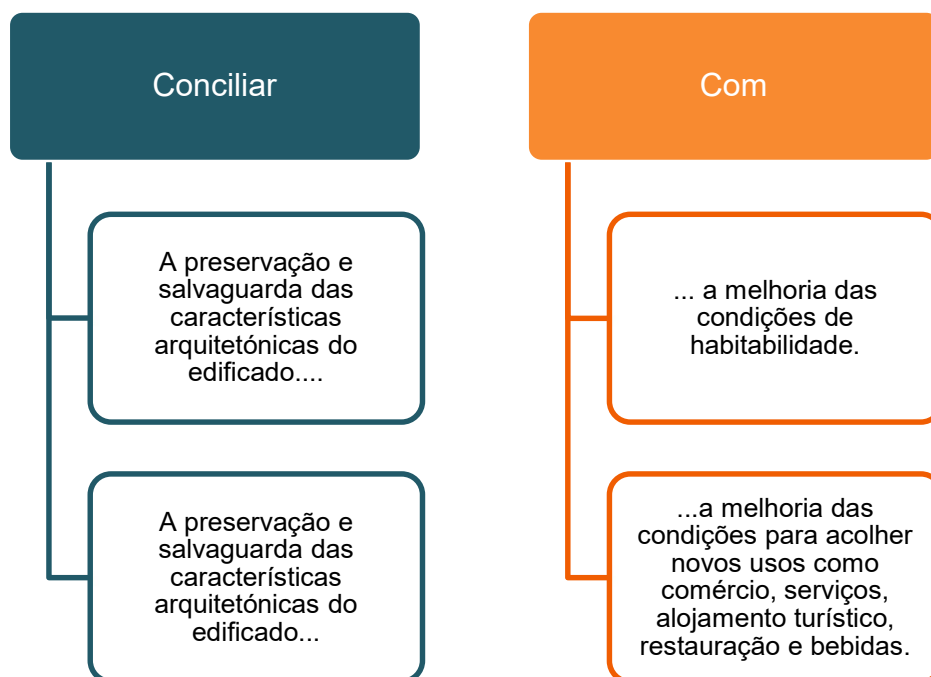 Conciliar
A preservação e
salvaguarda das
características
arquitetónicas do
edificado....
A preservação e
salvaguarda das
características
arquitetónicas do
edificado...
Com
... a melhoria das
condições de
habitabilidade.
...a melhoria das
condições para acolher
novos usos como
comércio, serviços,
alojamento turístico,
restauração e bebidas.